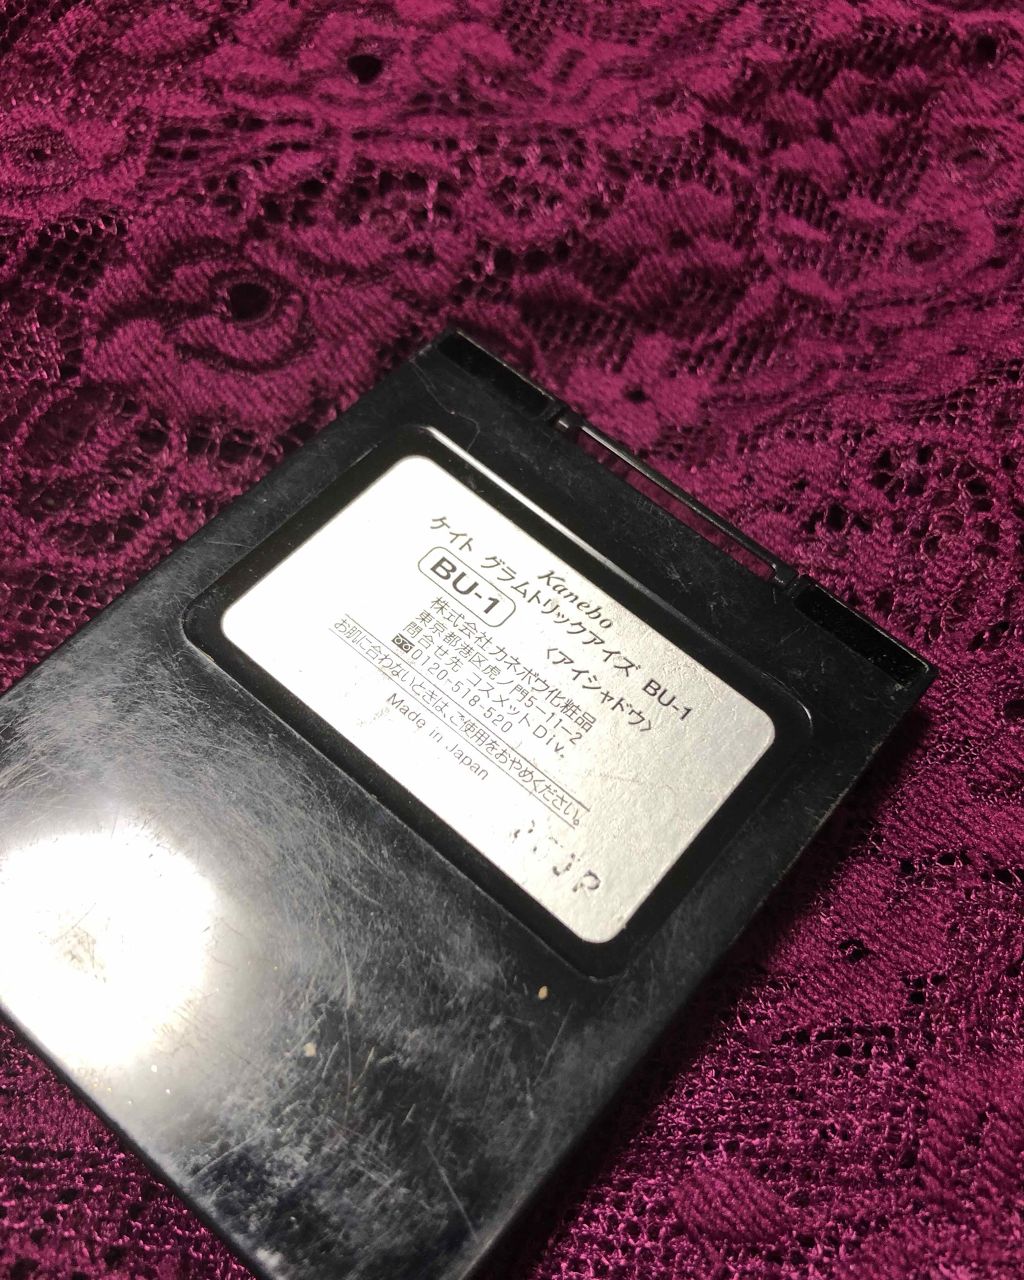 Kanebo
ケイト グラムトリックアイズ BU-1
BU-1
〈アイシャドウ〉
株式会社カネボウ化粧品
東京都港区虎ノ門5-11-2
問合せ先 コスメット Div.
0120-518-520
お肌に合わないときは、ご使用をおやめください。
Made in Japan